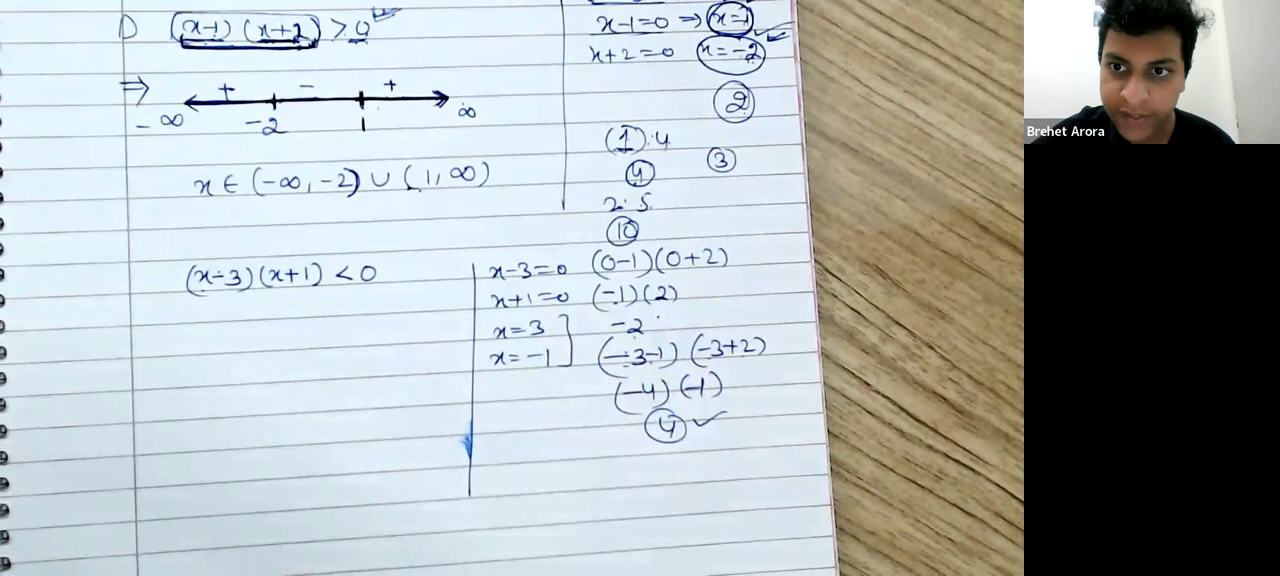 1) (x-1) (x+2) > 0
⇒ + - +
-∞ -2 1 ∞
x ∈ (-∞, -2) ∪ (1, ∞)
x-1=0 ⇒ x=1
x+2=0 x=-2
2
(1)·4
4 3
2·5
10
(x-3)(x+1) < 0
x-3=0
x+1=0
x=3
x=-1
(0-1)(0+2)
(-1)(2)
-2
(-3-1) (-3+2)
(-4)(-1)
4 ✓
Brehet Arora